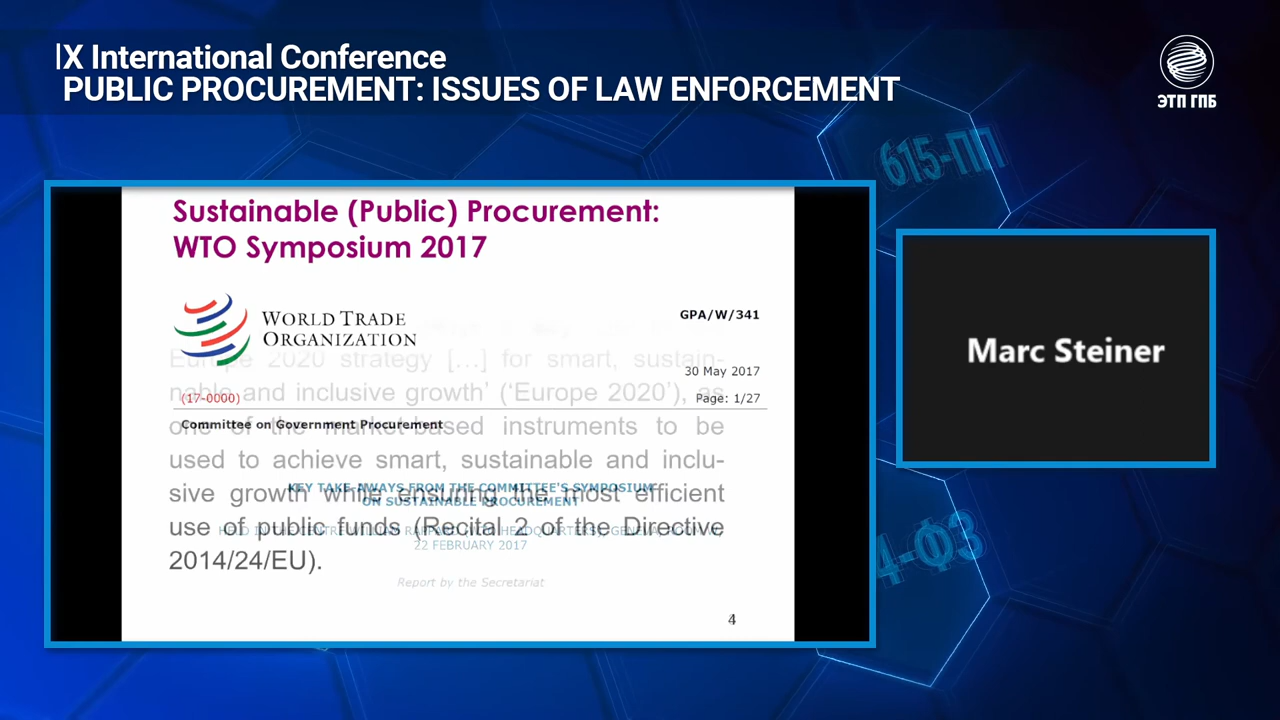 IX International Conference
PUBLIC PROCUREMENT: ISSUES OF LAW ENFORCEMENT
ЭТП ГПБ
615-ПП
Sustainable (Public) Procurement:
WTO Symposium 2017
WORLD TRADE
ORGANIZATION
GPA/W/341
Europe 2020 strategy […] for smart, sustain-
30 May 2017
nable and inclusive growth’ (‘Europe 2020’), as
(17-0000)
Page: 1/27
one of the market-based instruments to be
Committee on Government Procurement
used to achieve smart, sustainable and inclu-
sive growth while ensuring the most efficient
KEY TAKE-AWAYS FROM THE COMMITTEE'S SYMPOSIUM
ON SUSTAINABLE PROCUREMENT
use of public funds (Recital 2 of the Directive
22 FEBRUARY 2017
2014/24/EU).
Report by the Secretariat
4
Marc Steiner
4-ФЗ